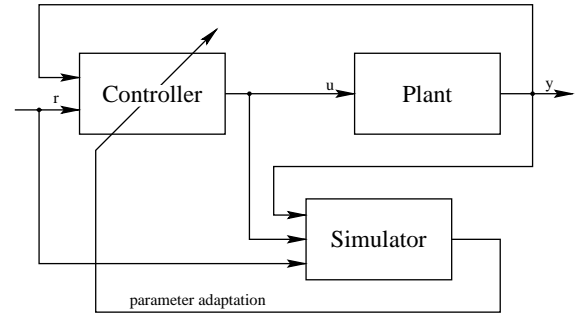 Controller
Plant
r
u
y
Simulator
parameter adaptation